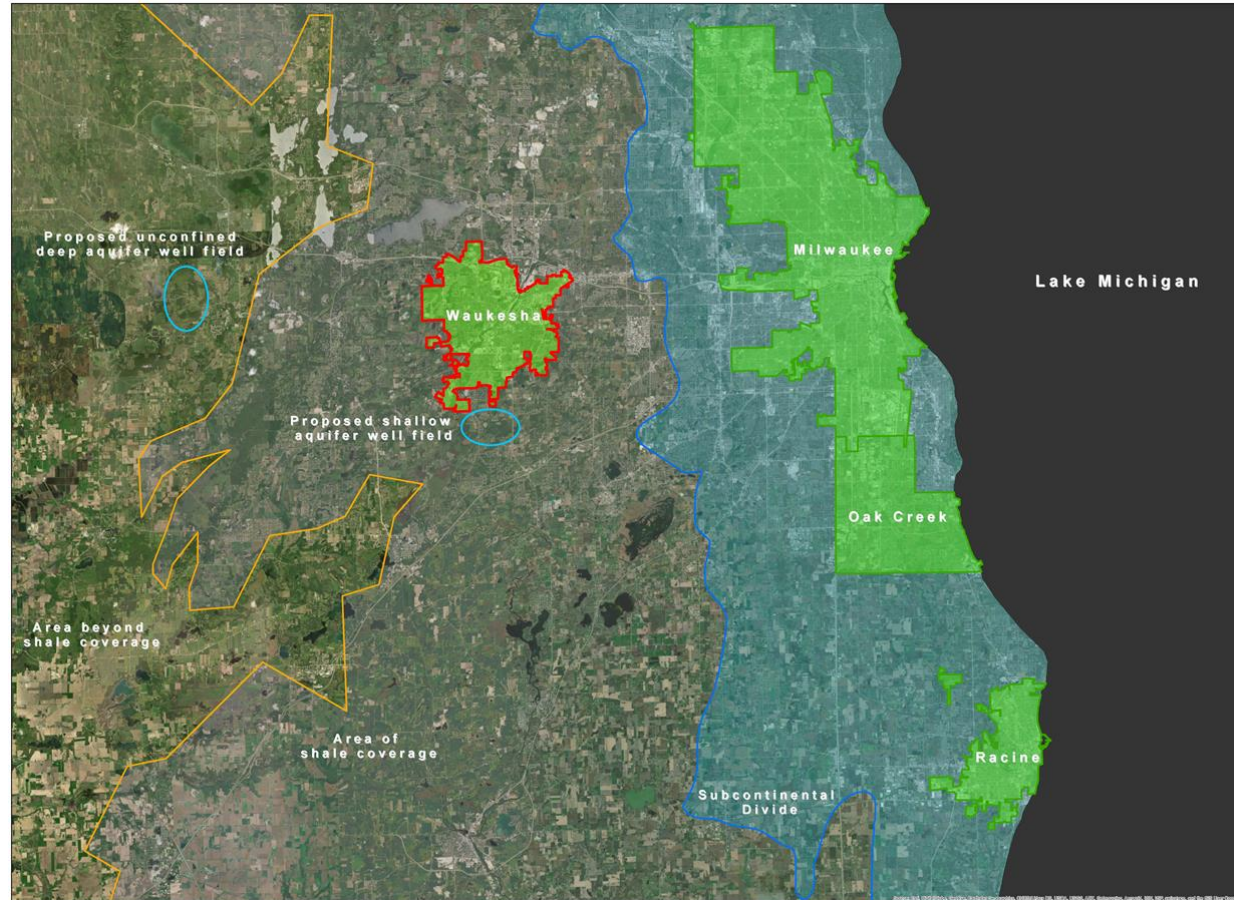 Proposed unconfined
deep aquifer well field
Milwaukee
Lake Michigan
Waukesha
Proposed shallow
aquifer well field
Oak Creek
Area beyond
shale coverage
Area of
shale coverage
Racine
Subcontinental
Divide